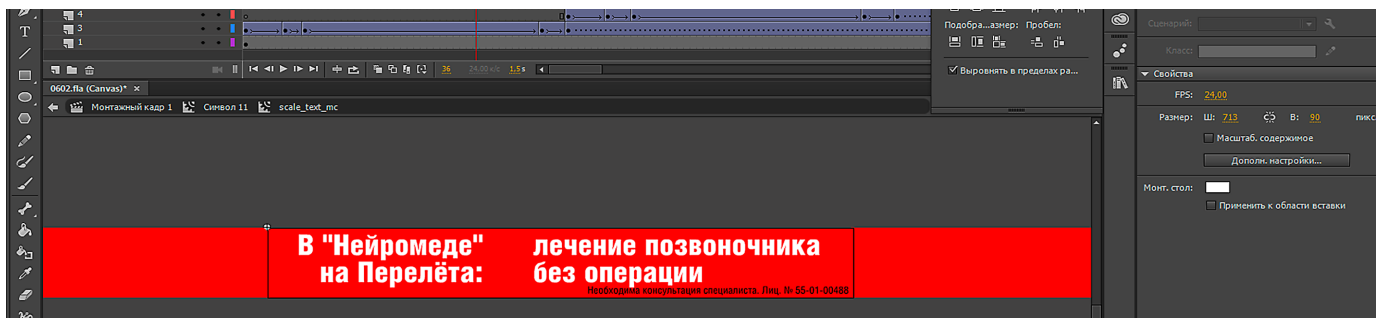 4
3
1
36 24,00 к/с 1,5 s
0602.fla (Canvas)* ×
Монтажный кадр 1 Символ 11 scale_text_mc
Подобра...азмер: Пробел:
Выровнять в пределах ра...
Сценарий:
Класс:
Свойства
FPS: 24,00
Размер: Ш: 713 В: 90 пикс
Масштаб. содержимое
Дополн. настройки...
Монт. стол:
Применить к области вставки
В "Нейромеде" лечение позвоночника
на Перелёта: без операции
Необходима консультация специалиста. Лиц. № 55-01-00488